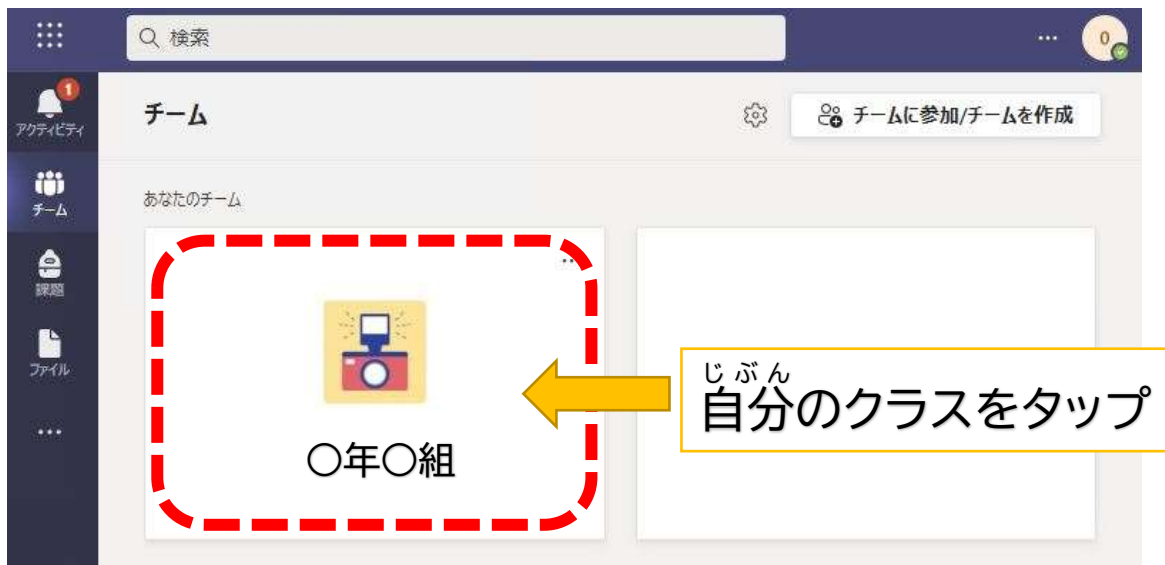 検索
...
0
1
アクティビティ
チーム
課題
ファイル
...
チーム
チームに参加/チームを作成
あなたのチーム
...
〇年〇組
じぶん
自分のクラスをタップ